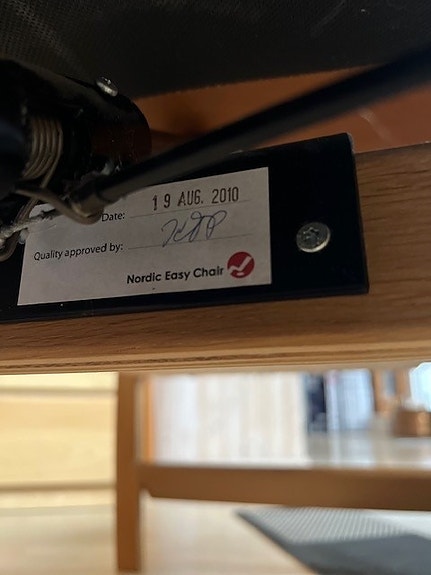 Date: 19 AUG. 2010
Quality approved by:
Nordic Easy Chair